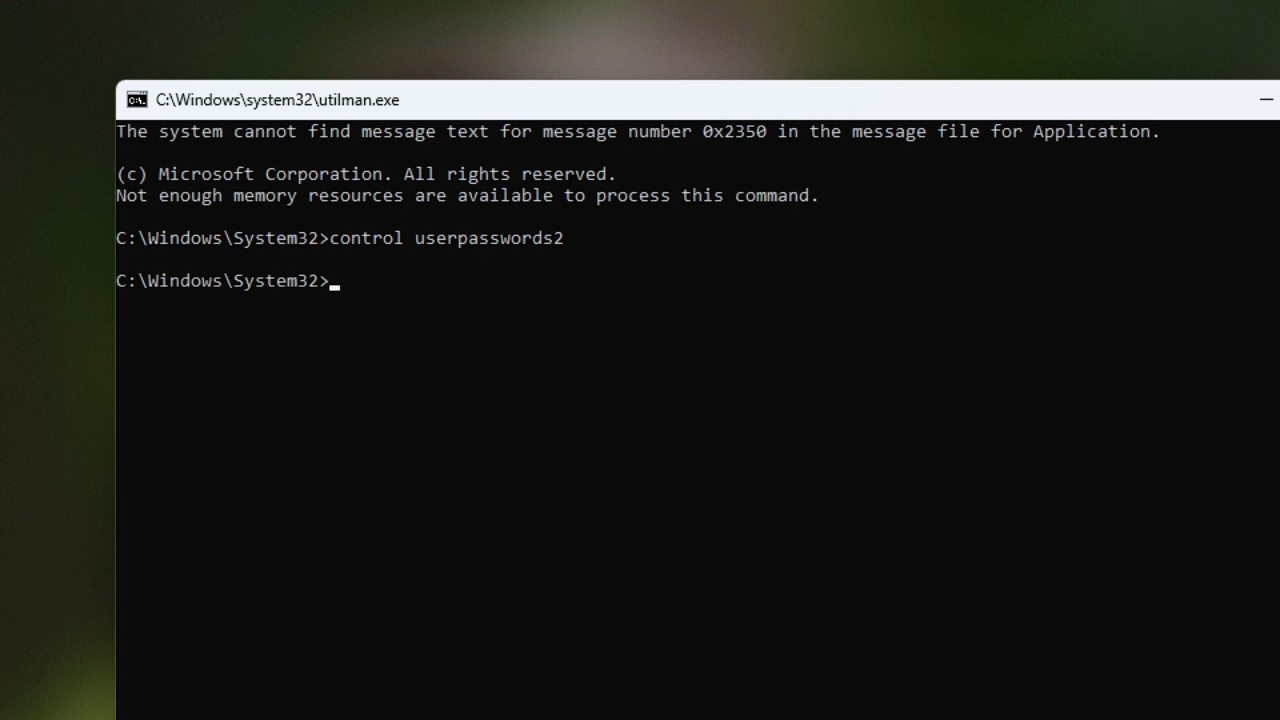 C:\Windows\system32\utilman.exe
The system cannot find message text for message number 0x2350 in the message file for Application.
(c) Microsoft Corporation. All rights reserved.
Not enough memory resources are available to process this command.
C:\Windows\System32>control userpasswords2
C:\Windows\System32>